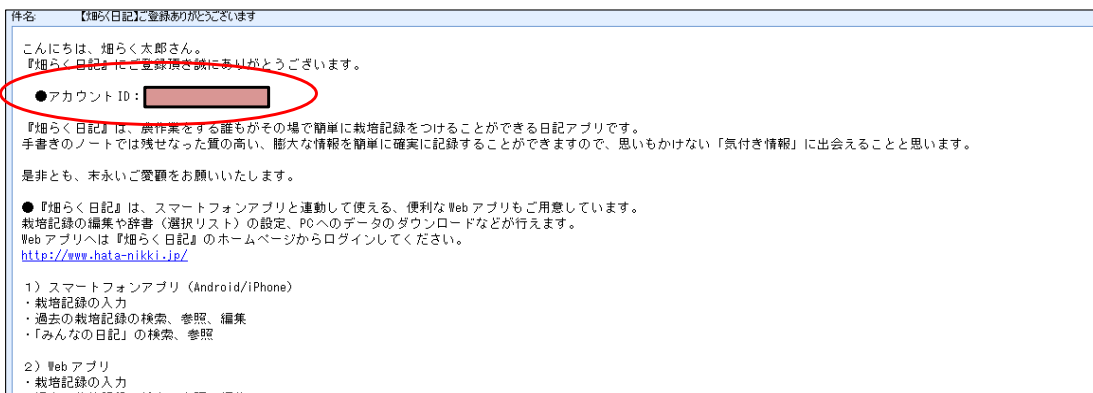 件名: 【畑らく日記】ご登録ありがとうございます
こんにちは、畑らく太郎さん。
『畑らく日記』にご登録頂き誠にありがとうございます。
●アカウントID：
『畑らく日記』は、農作業をする誰もがその場で簡単に栽培記録をつけることができる日記アプリです。
手書きのノートでは残せなった質の高い、膨大な情報を簡単に確実に記録することができますので、思いもかけない「気付き情報」に出会えることと思います。
是非とも、末永いご愛顧をお願いいたします。
●『畑らく日記』は、スマートフォンアプリと連動して使える、便利なWebアプリもご用意しています。
栽培記録の編集や辞書（選択リスト）の設定、PCへのデータのダウンロードなどが行えます。
Webアプリへは『畑らく日記』のホームページからログインしてください。
http://www.hata-nikki.jp/
1）スマートフォンアプリ（Android/iPhone）
・栽培記録の入力
・過去の栽培記録の検索、参照、編集
・「みんなの日記」の検索、参照
2）Webアプリ
・栽培記録の入力